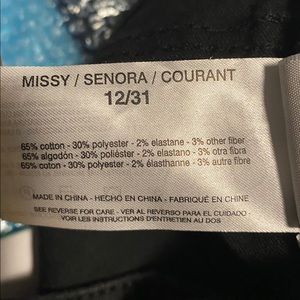 MISSY / SENORA / COURANT
12/31
65% cotton - 30% polyester - 2% elastane - 3% other fiber
65% algodón - 30% poliéster - 2% elastano - 3% otra fibra
65% coton - 30% polyester - 2% élasthanne - 3% autre fibre
MADE IN CHINA - HECHO EN CHINA - FABRIQUÉ EN CHINE
SEE REVERSE FOR CARE - VER AL REVERSO PARA EL CUIDADO
VOIR LES INSTRUCTIONS D'ENTRETIEN AU DOS